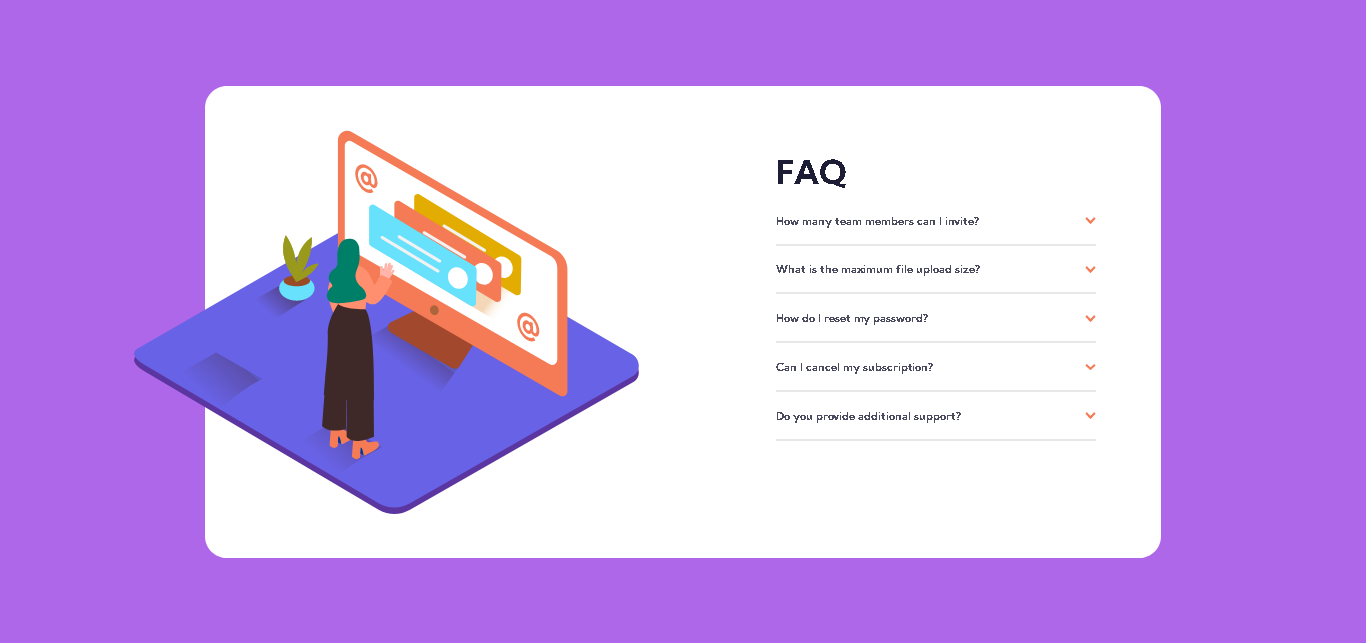 @
@
FAQ
How many team members can I invite?
What is the maximum file upload size?
How do I reset my password?
Can I cancel my subscription?
Do you provide additional support?